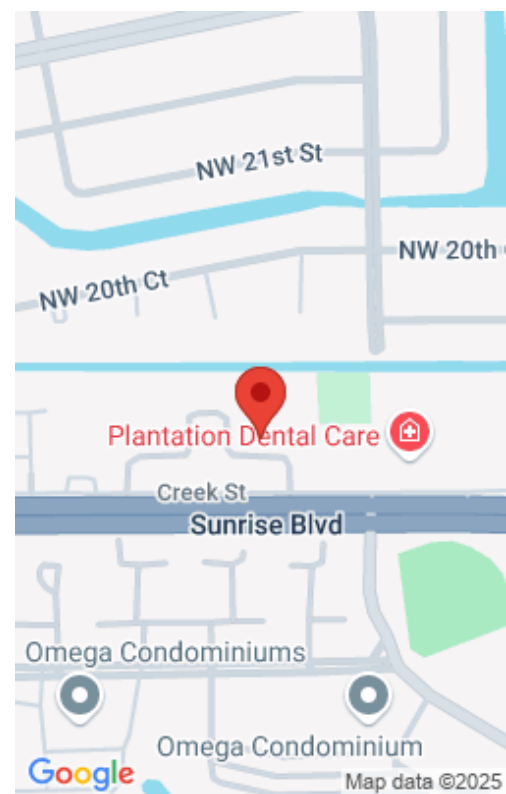 NW 21st St
NW 20th
NW 20th Ct
Plantation Dental Care
Creek St
Sunrise Blvd
Omega Condominiums
Omega Condominium
Google
Map data ©2025